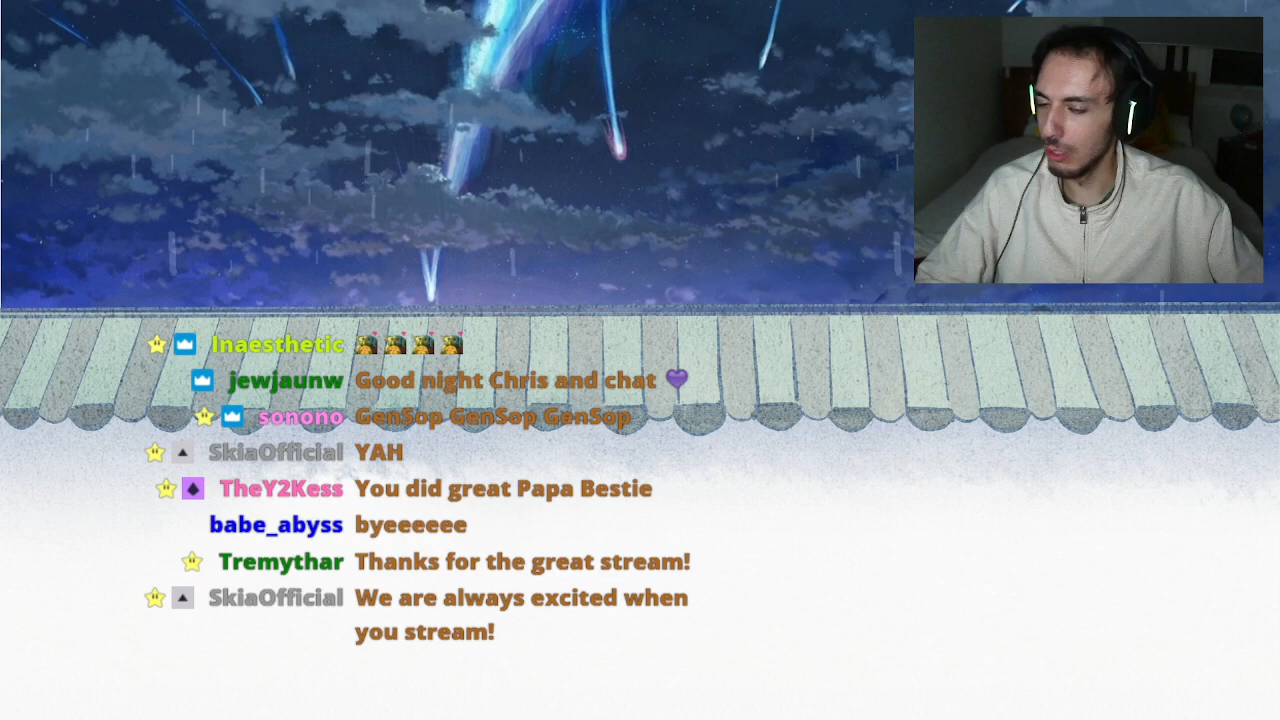 Inaesthetic
jewjaunw Good night Chris and chat 💜
sonono GenSop GenSop GenSop
SkiaOfficial YAH
TheY2Kess You did great Papa Bestie
babe_abyss byeeeeee
Tremythar Thanks for the great stream!
SkiaOfficial We are always excited when
you stream!